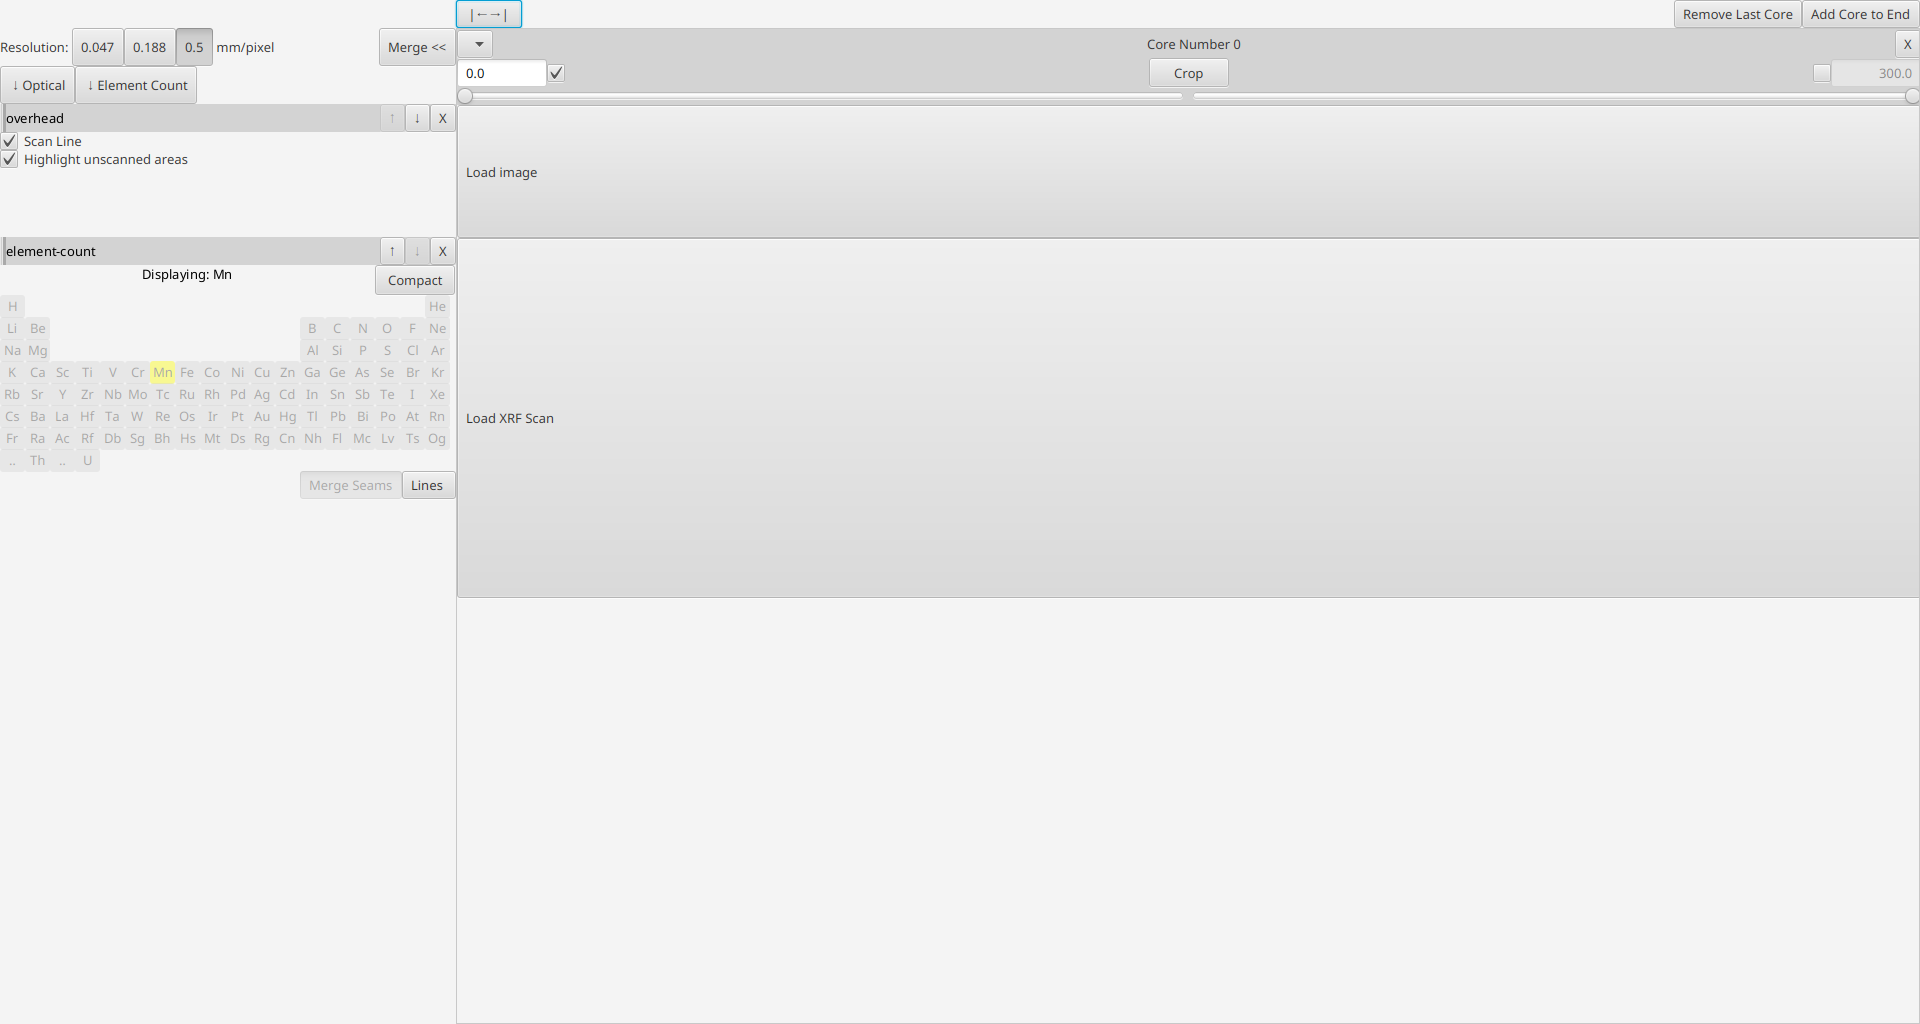 |←→| Remove Last Core Add Core to End
Resolution: 0.047 0.188 0.5 mm/pixel Merge << Core Number 0 X
0.0 Crop 300.0
↓ Optical ↓ Element Count
overhead ↑ ↓ X
Scan Line
Highlight unscanned areas
Load image
element-count ↑ ↓ X
Displaying: Mn Compact
H He
Li Be B C N O F Ne
Na Mg Al Si P S Cl Ar
K Ca Sc Ti V Cr Mn Fe Co Ni Cu Zn Ga Ge As Se Br Kr
Rb Sr Y Zr Nb Mo Tc Ru Rh Pd Ag Cd In Sn Sb Te I Xe
Cs Ba La Hf Ta W Re Os Ir Pt Au Hg Tl Pb Bi Po At Rn
Fr Ra Ac Rf Db Sg Bh Hs Mt Ds Rg Cn Nh Fl Mc Lv Ts Og
.. Th .. U
Merge Seams Lines
Load XRF Scan